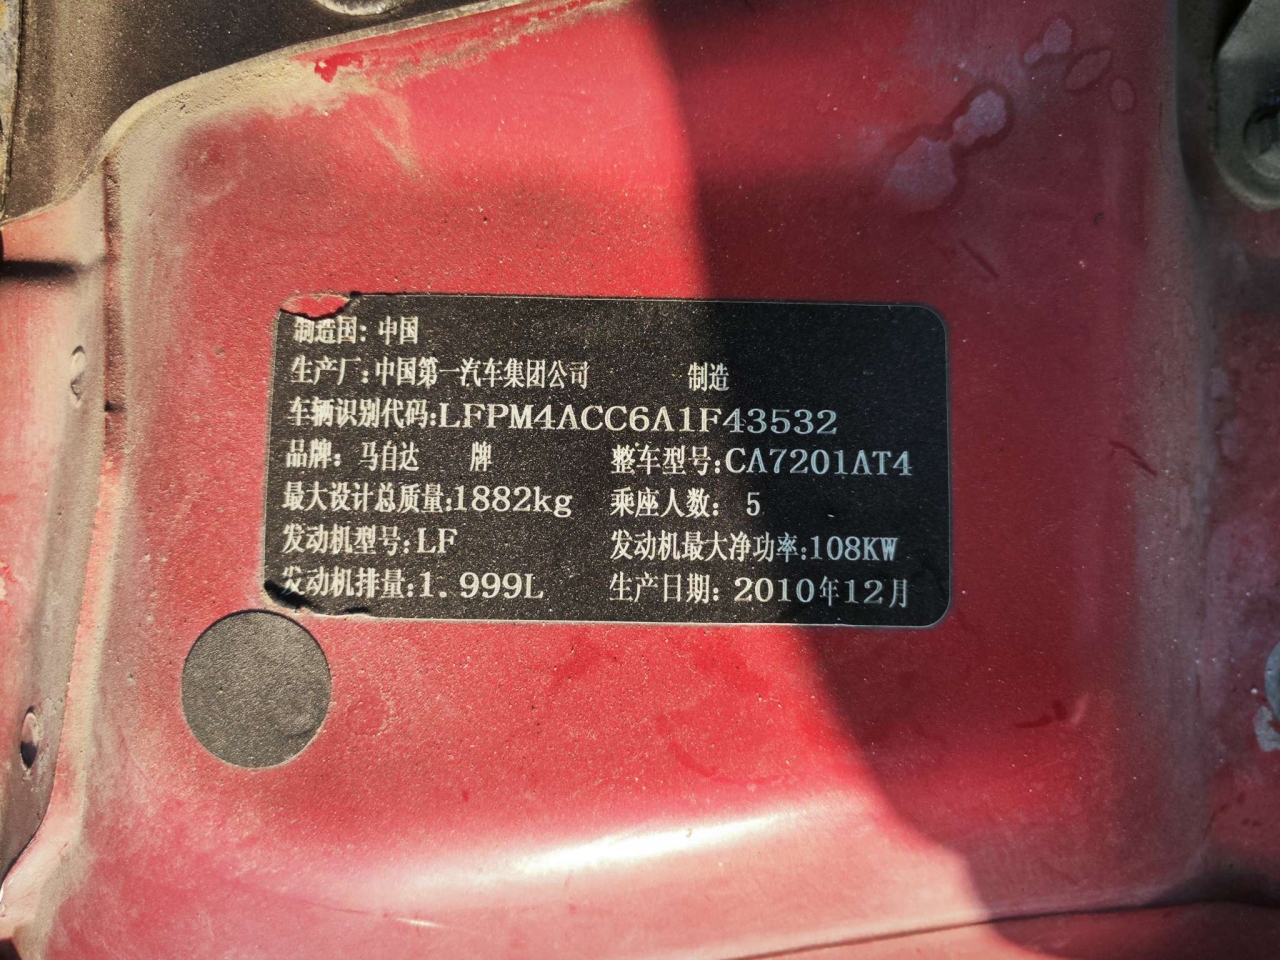 制造国：中国
生产厂：中国第一汽车集团公司 制造
车辆识别代码:LFPM4ACC6A1F43532
品牌：马自达 牌 整车型号:CA7201AT4
最大设计总质量:1882kg 乘座人数：5
发动机型号:LF 发动机最大净功率:108KW
发动机排量:1.999L 生产日期：2010年12月